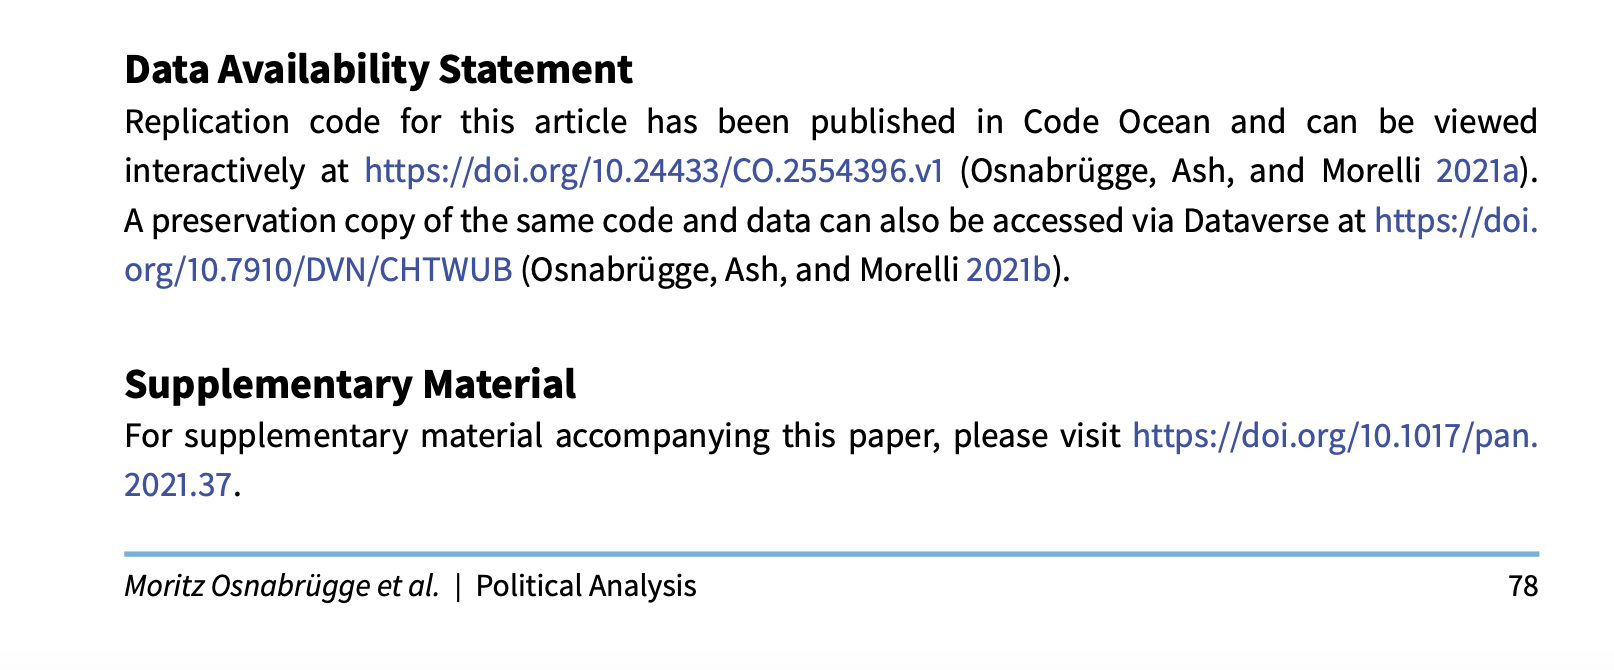 Data Availability Statement
Replication code for this article has been published in Code Ocean and can be viewed
interactively at https://doi.org/10.24433/CO.2554396.v1 (Osnabrügge, Ash, and Morelli 2021a).
A preservation copy of the same code and data can also be accessed via Dataverse at https://doi.
org/10.7910/DVN/CHTWUB (Osnabrügge, Ash, and Morelli 2021b).
Supplementary Material
For supplementary material accompanying this paper, please visit https://doi.org/10.1017/pan.
2021.37.
Moritz Osnabrügge et al. | Political Analysis 78